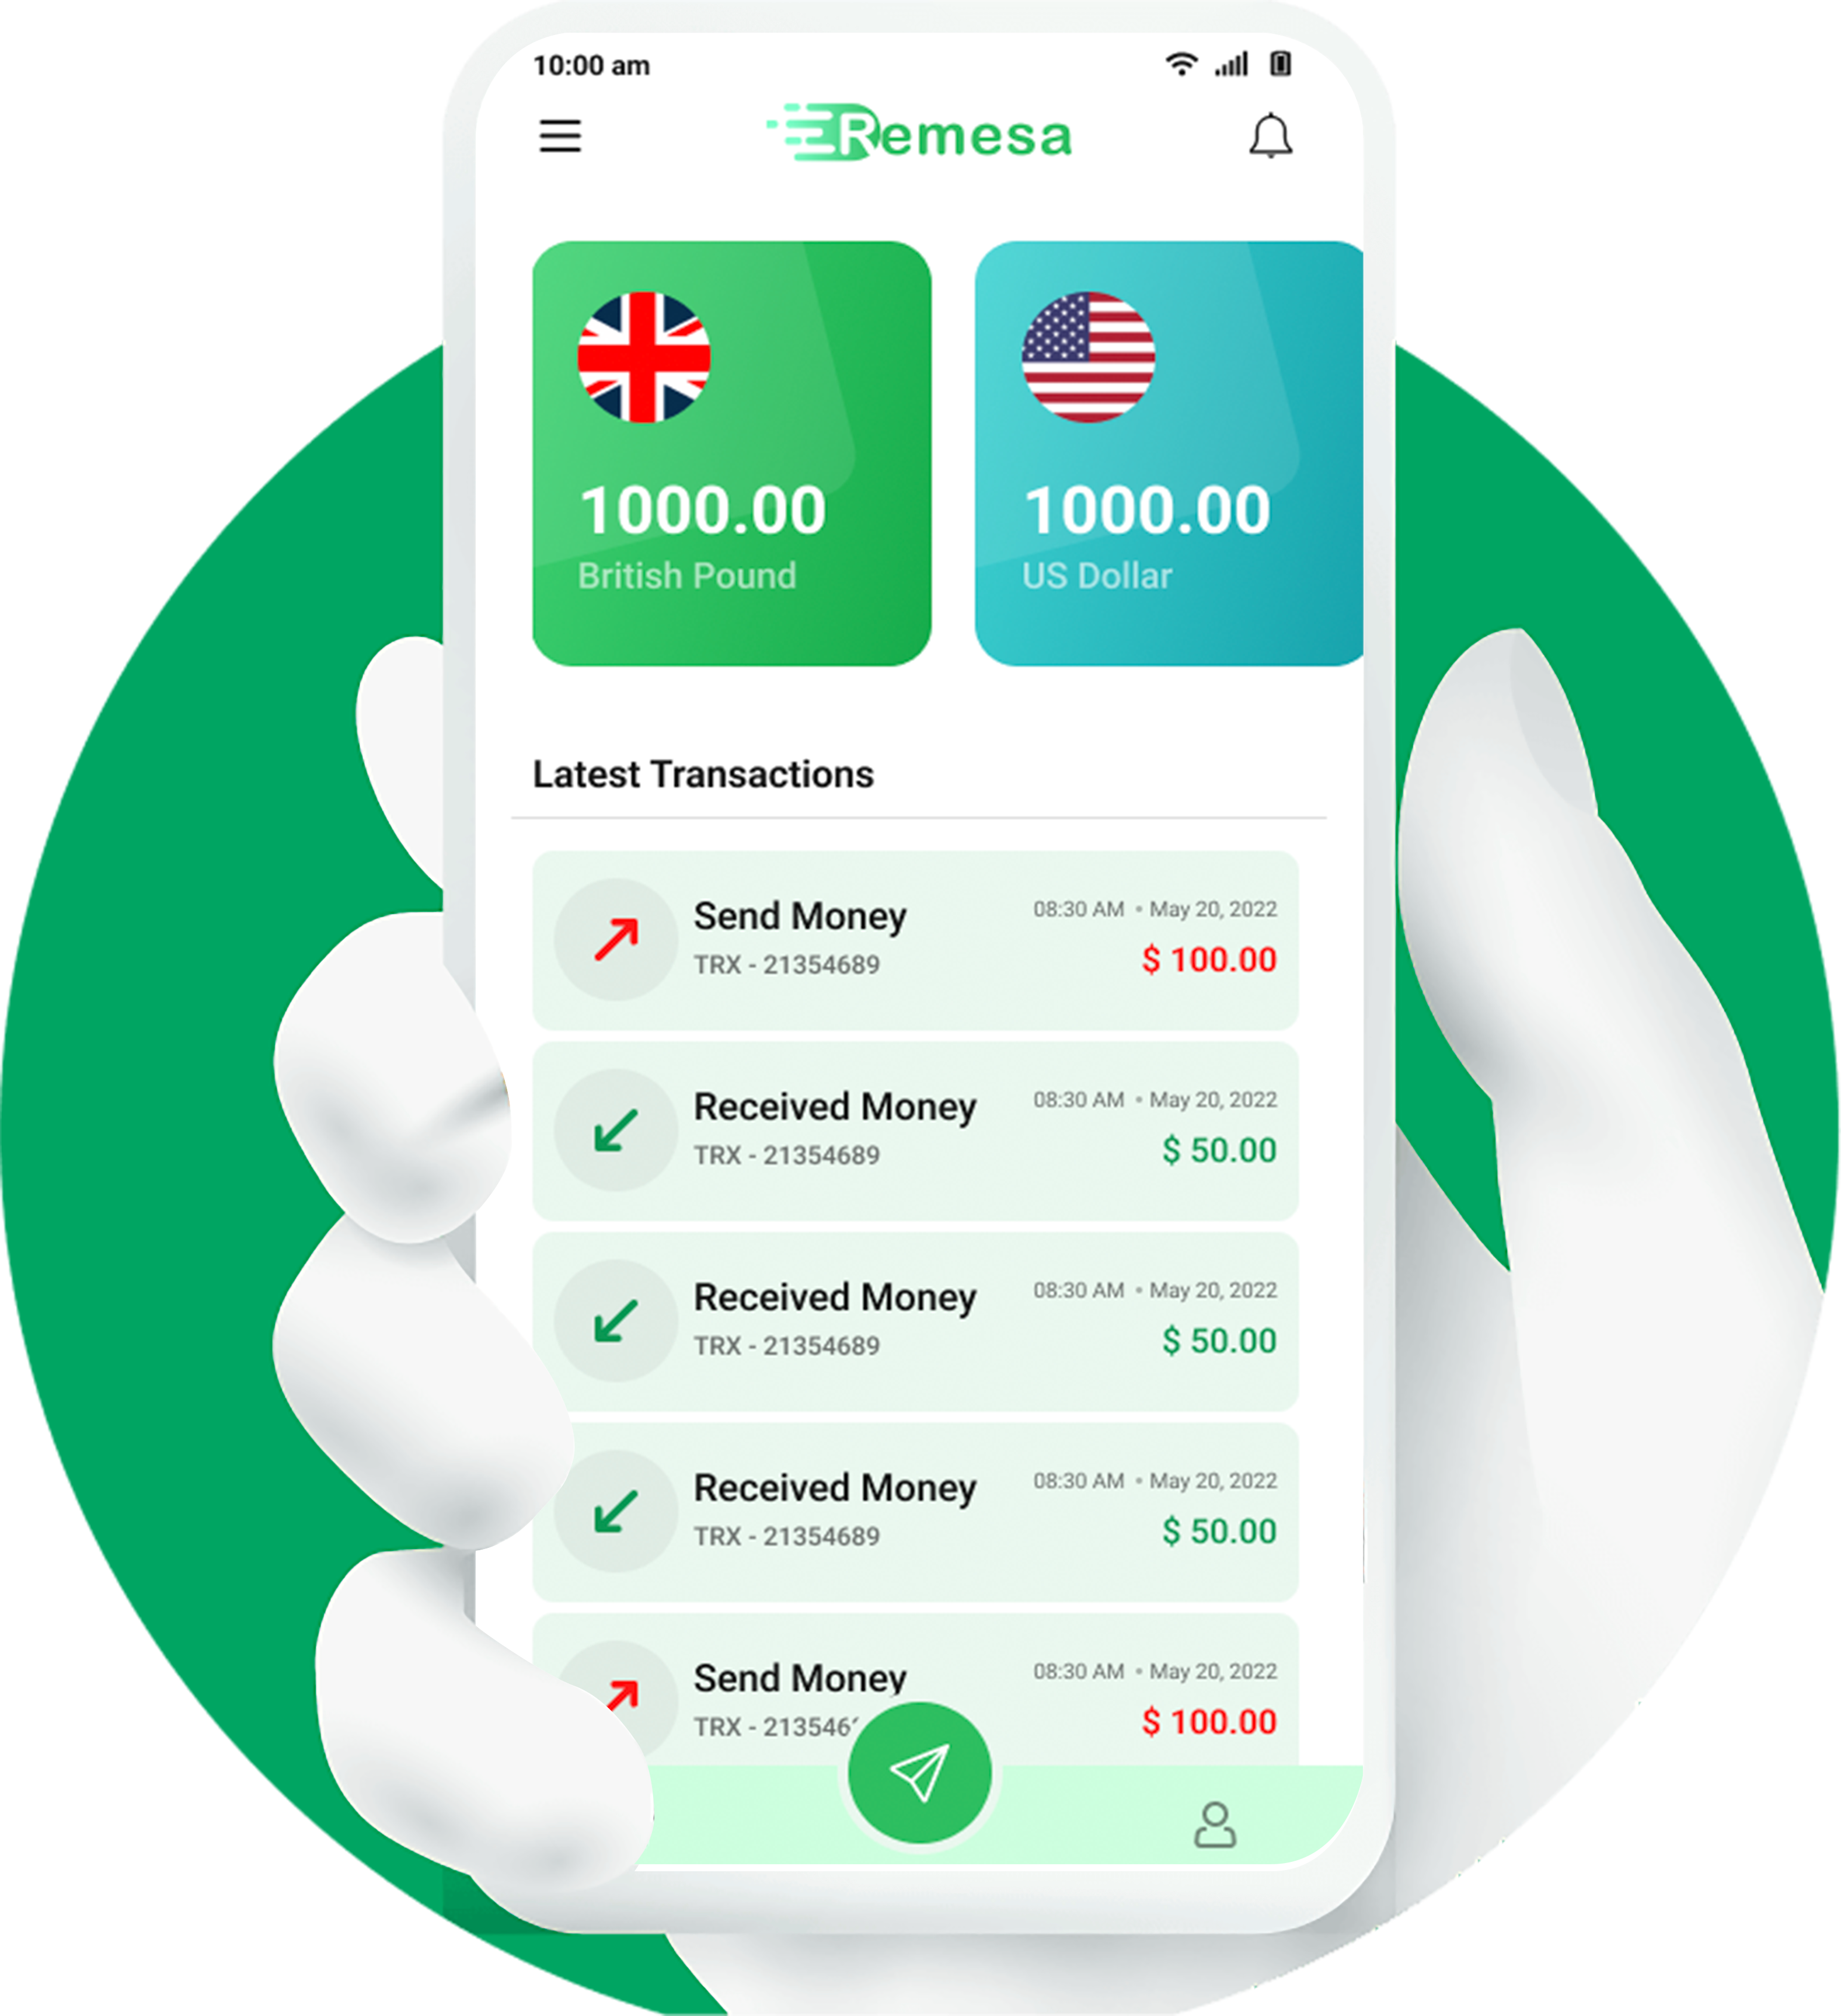 10:00 am
Remesa
1000.00
British Pound
1000.00
US Dollar
Latest Transactions
Send Money
08:30 AM • May 20, 2022
TRX - 21354689
$ 100.00
Received Money
08:30 AM • May 20, 2022
TRX - 21354689
$ 50.00
Received Money
08:30 AM • May 20, 2022
TRX - 21354689
$ 50.00
Received Money
08:30 AM • May 20, 2022
TRX - 21354689
$ 50.00
Send Money
08:30 AM • May 20, 2022
TRX - 213546
$ 100.00